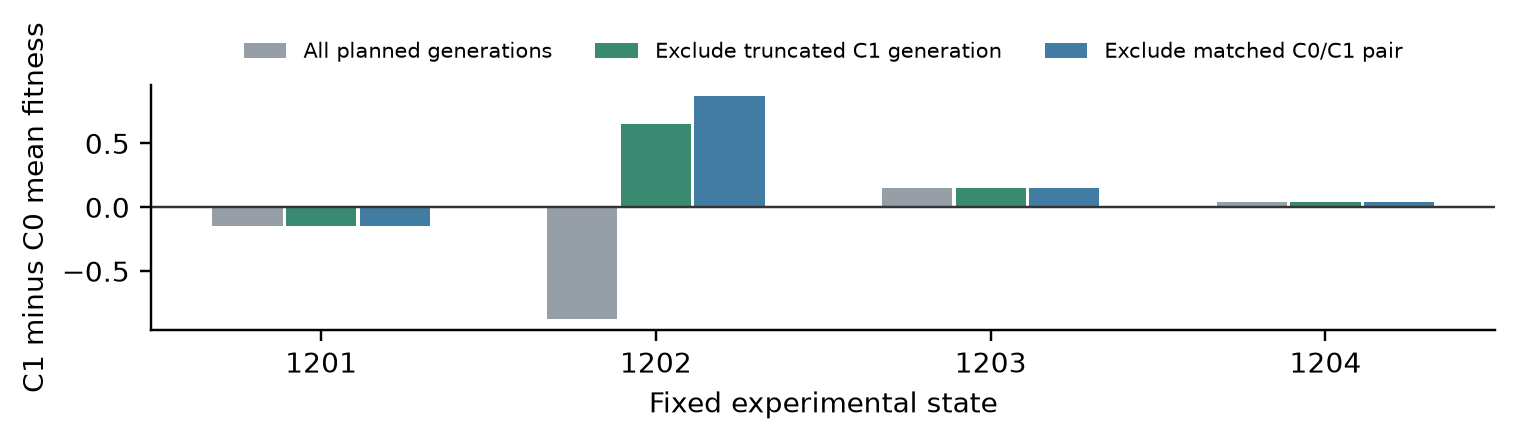 All planned generations
Exclude truncated C1 generation
Exclude matched C0/C1 pair
C1 minus C0 mean fitness
0.5
0.0
−0.5
1201
1202
1203
1204
Fixed experimental state